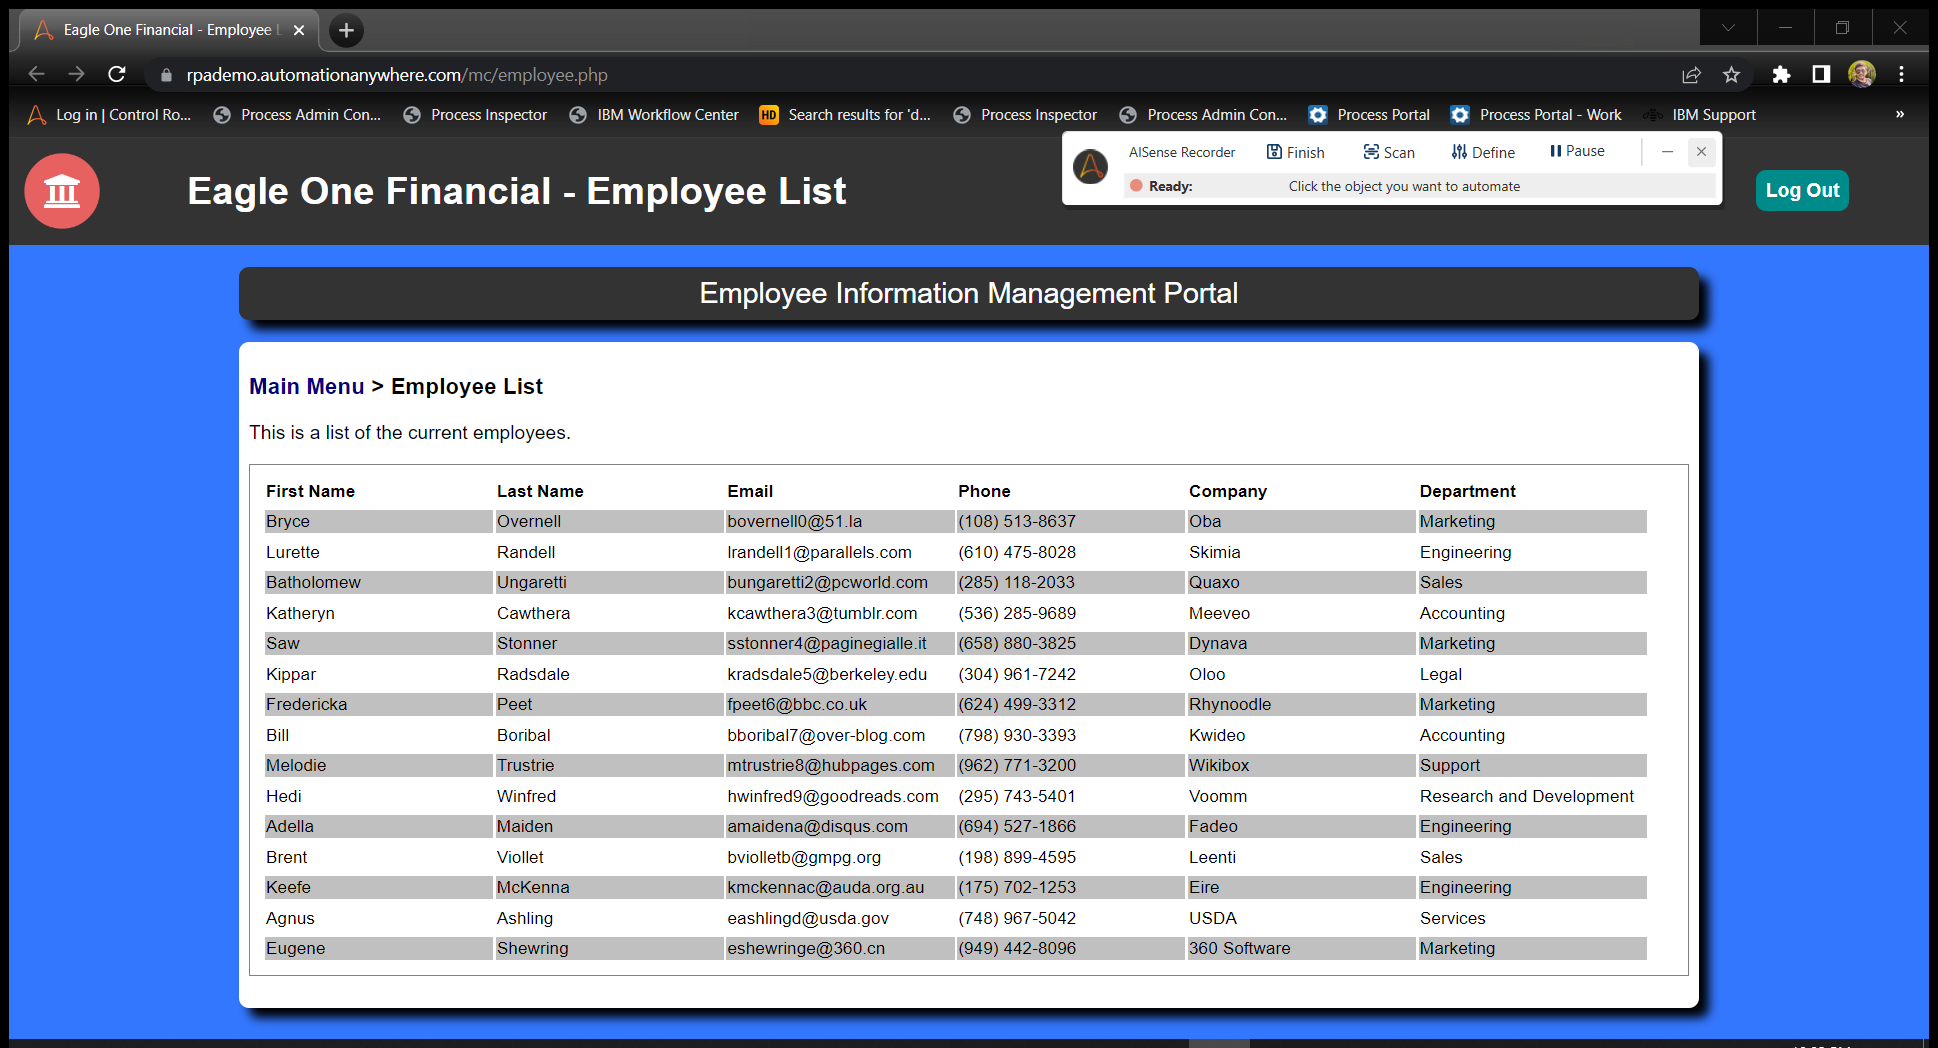 Eagle One Financial - Employee L
rpademo.automationanywhere.com/mc/employee.php
Log in | Control Ro... Process Admin Con... Process Inspector IBM Workflow Center HD Search results for 'd... Process Inspector Process Admin Con... Process Portal Process Portal - Work IBM Support »
AISense Recorder Finish Scan Define Pause
Ready: Click the object you want to automate
Eagle One Financial - Employee List
Log Out
Employee Information Management Portal
Main Menu > Employee List
This is a list of the current employees.
First Name Last Name Email Phone Company Department
Bryce Overnell bovernell0@51.la (108) 513-8637 Oba Marketing
Lurette Randell lrandell1@parallels.com (610) 475-8028 Skimia Engineering
Batholomew Ungaretti bungaretti2@pcworld.com (285) 118-2033 Quaxo Sales
Katheryn Cawthera kcawthera3@tumblr.com (536) 285-9689 Meeveo Accounting
Saw Stonner sstonner4@paginegialle.it (658) 880-3825 Dynava Marketing
Kippar Radsdale kradsdale5@berkeley.edu (304) 961-7242 Oloo Legal
Fredericka Peet fpeet6@bbc.co.uk (624) 499-3312 Rhynoodle Marketing
Bill Boribal bboribal7@over-blog.com (798) 930-3393 Kwideo Accounting
Melodie Trustrie mtrustrie8@hubpages.com (962) 771-3200 Wikibox Support
Hedi Winfred hwinfred9@goodreads.com (295) 743-5401 Voomm Research and Development
Adella Maiden amaidena@disqus.com (694) 527-1866 Fadeo Engineering
Brent Viollet bviolletb@gmpg.org (198) 899-4595 Leenti Sales
Keefe McKenna kmckennac@auda.org.au (175) 702-1253 Eire Engineering
Agnus Ashling eashlingd@usda.gov (748) 967-5042 USDA Services
Eugene Shewring eshewringe@360.cn (949) 442-8096 360 Software Marketing